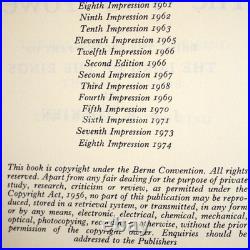 Eighth Impression 1961
Ninth Impression 1962
Tenth Impression 1963
Eleventh Impression 1965
Twelfth Impression 1966
Second Edition 1966
Second Impression 1967
Third Impression 1968
Fourth Impression 1969
Fifth Impression 1970
Sixth Impression 1971
Seventh Impression 1973
Eighth Impression 1974
This book is copyright under the Berne Convention. All rights
reserved. Apart from any fair dealing for the purpose of private
study, research, criticism or review, as permitted under the
Copyright Act, 1956, no part of this publication may be repro-
duced, stored in a retrieval system, or transmitted, in any form
or by any means, electronic, electrical, chemical, mechanical,
optical, photocopying, recording or otherwise, without the prior
permission of the copyright owner. Enquiries should be
addressed to the Publishers